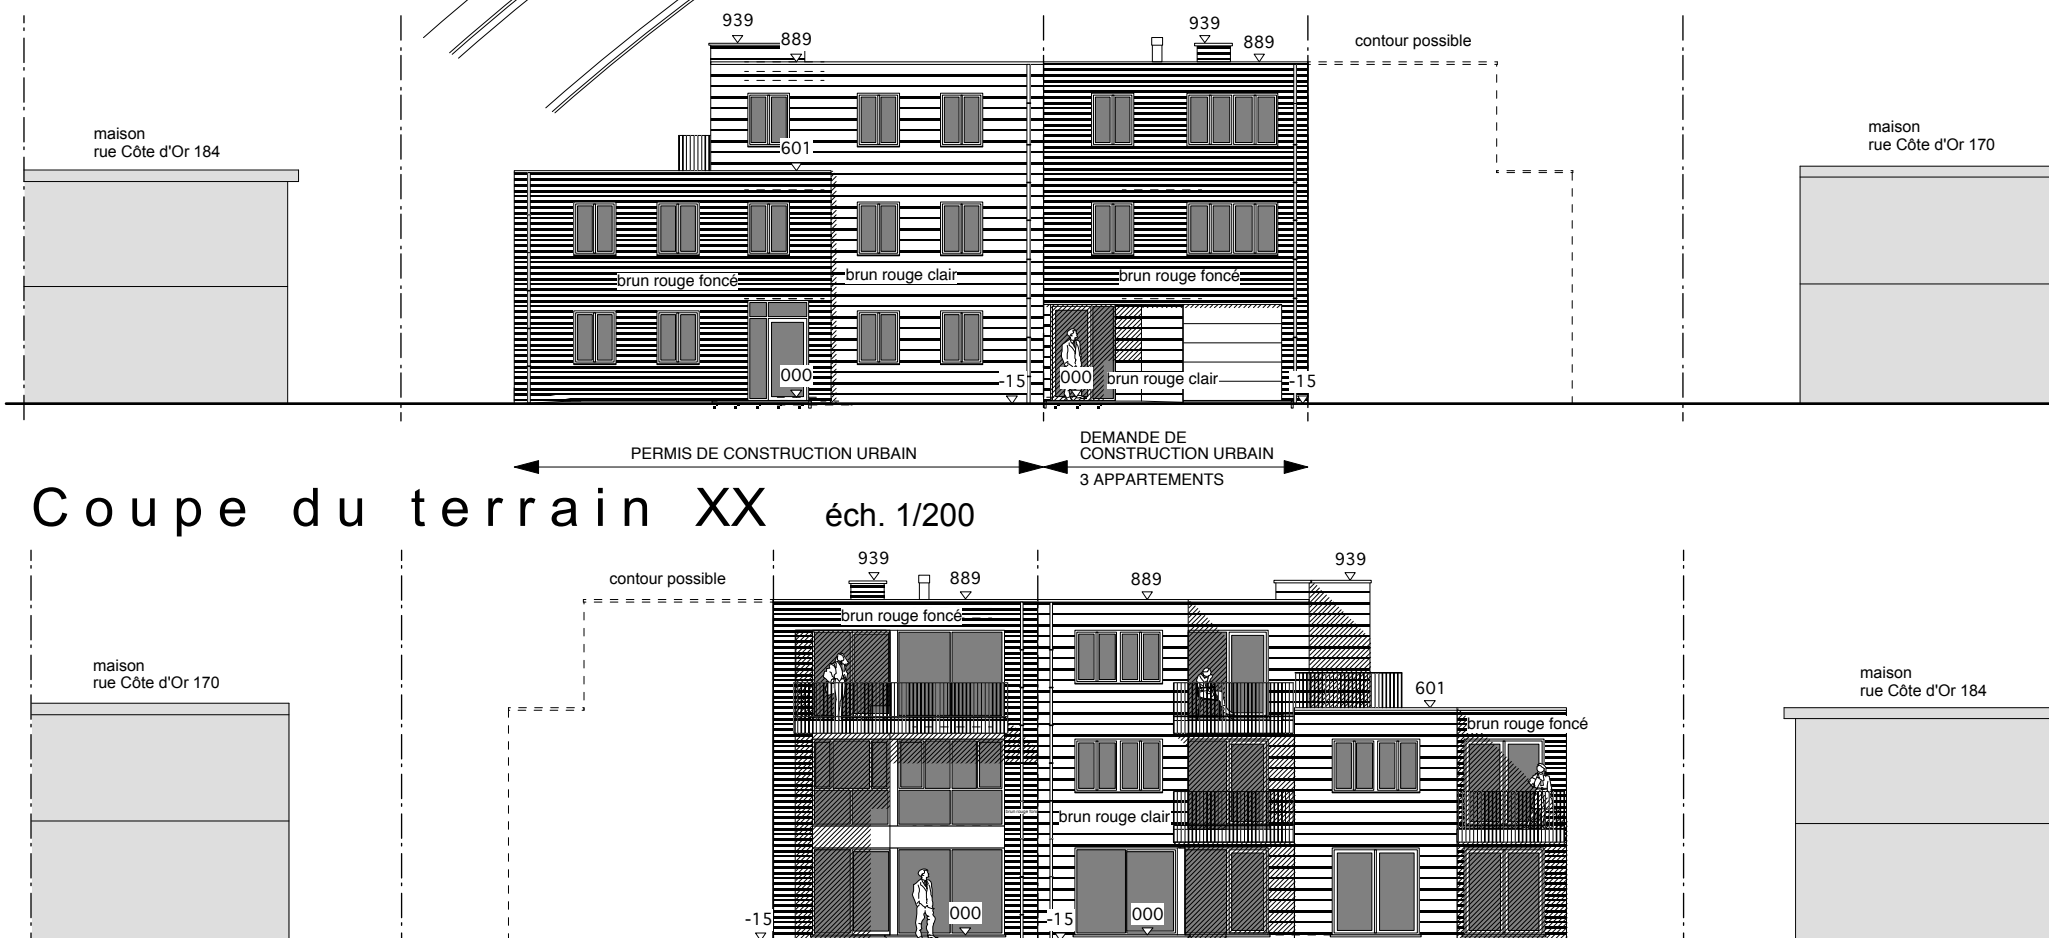 939
889
939
889
contour possible
maison
rue Côte d'Or 184
maison
rue Côte d'Or 170
601
brun rouge foncé
brun rouge clair
brun rouge foncé
000
-15
000
brun rouge clair
-15
PERMIS DE CONSTRUCTION URBAIN
DEMANDE DE
CONSTRUCTION URBAIN
3 APPARTEMENTS
Coupe du terrain XX éch. 1/200
939
889
889
939
contour possible
brun rouge foncé
maison
rue Côte d'Or 170
maison
rue Côte d'Or 184
601
brun rouge foncé
brun rouge clair
-15
000
-15
000